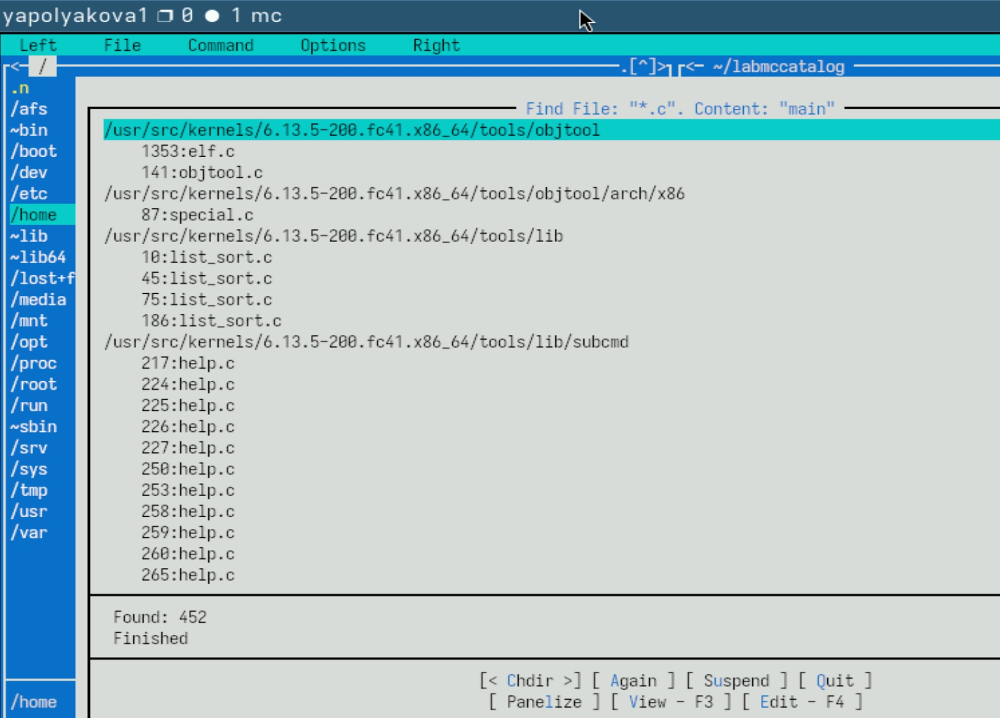 yapolyakova1 0 1 mc
Left File Command Options Right
<- / .[^]> <- ~/labmccatalog
.n
/afs
~bin
/boot
/dev
/etc
/home
~lib
~lib64
/lost+f
/media
/mnt
/opt
/proc
/root
/run
~sbin
/srv
/sys
/tmp
/usr
/var
/home
Find File: "*.c". Content: "main"
/usr/src/kernels/6.13.5-200.fc41.x86_64/tools/objtool
1353:elf.c
141:objtool.c
/usr/src/kernels/6.13.5-200.fc41.x86_64/tools/objtool/arch/x86
87:special.c
/usr/src/kernels/6.13.5-200.fc41.x86_64/tools/lib
10:list_sort.c
45:list_sort.c
75:list_sort.c
186:list_sort.c
/usr/src/kernels/6.13.5-200.fc41.x86_64/tools/lib/subcmd
217:help.c
224:help.c
225:help.c
226:help.c
227:help.c
250:help.c
253:help.c
258:help.c
259:help.c
260:help.c
265:help.c
Found: 452
Finished
[< Chdir >] [ Again ] [ Suspend ] [ Quit ]
[ Panelize ] [ View - F3 ] [ Edit - F4 ]